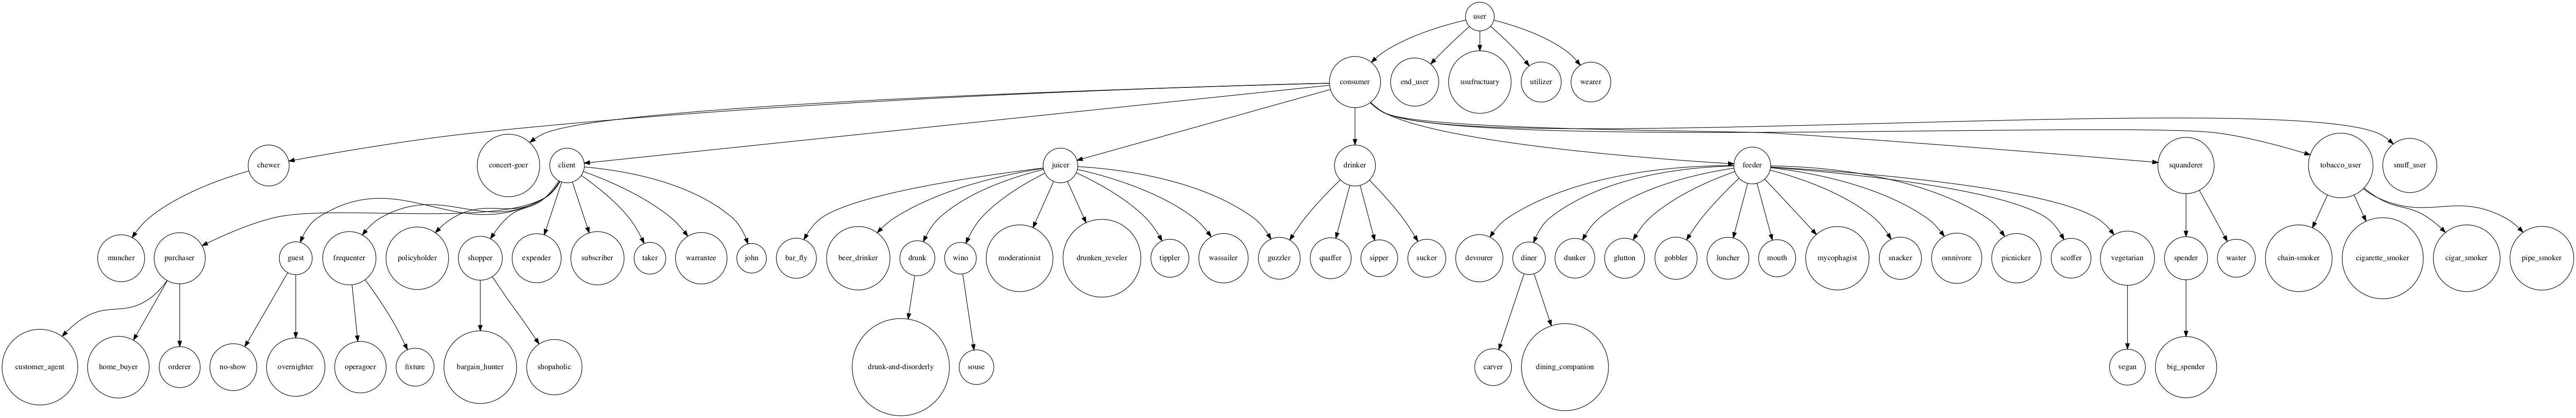 user
consumer
end_user
usufructuary
utilizer
wearer
chewer
concert-goer
client
juicer
drinker
feeder
squanderer
tobacco_user
snuff_user
muncher
purchaser
guest
frequenter
policyholder
shopper
expender
subscriber
taker
warrantee
john
bar_fly
beer_drinker
drunk
wino
moderationist
drunken_reveler
tippler
wassailer
guzzler
quaffer
sipper
sucker
devourer
diner
dunker
glutton
gobbler
luncher
mouth
mycophagist
snacker
omnivore
picnicker
scoffer
vegetarian
spender
waster
chain-smoker
cigarette_smoker
cigar_smoker
pipe_smoker
customer_agent
home_buyer
orderer
no-show
overnighter
operagoer
fixture
bargain_hunter
shopaholic
drunk-and-disorderly
souse
carver
dining_companion
vegan
big_spender